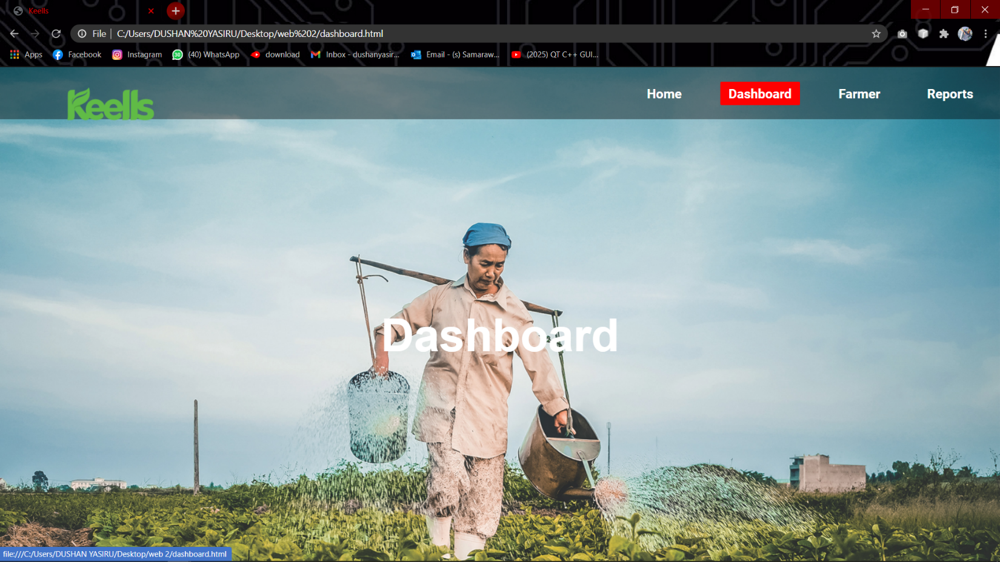 Keells
File C:/Users/DUSHAN%20YASIRU/Desktop/web%202/dashboard.html
Apps Facebook Instagram (40) WhatsApp download Inbox - dushanyasir... Email - (s) Samaraw... (2025) QT C++ GUI...
30
Keells Home Dashboard Farmer Reports
Dashboard
file:///C:/Users/DUSHAN YASIRU/Desktop/web 2/dashboard.html